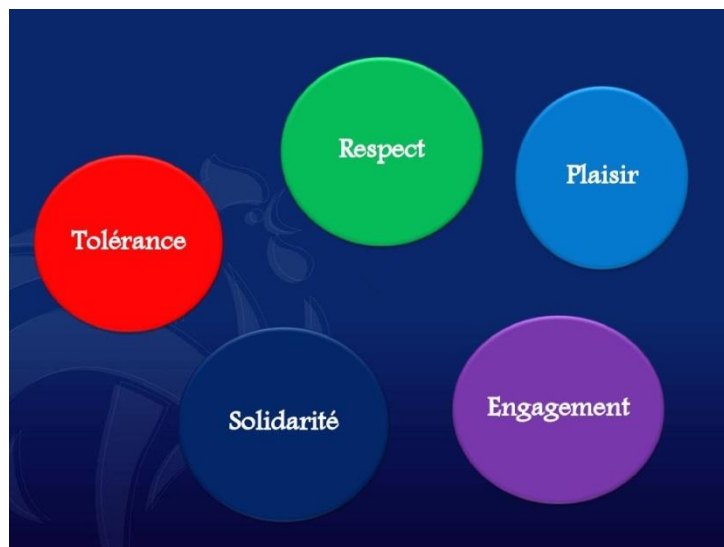 Respect
Plaisir
Tolérance
Solidarité
Engagement